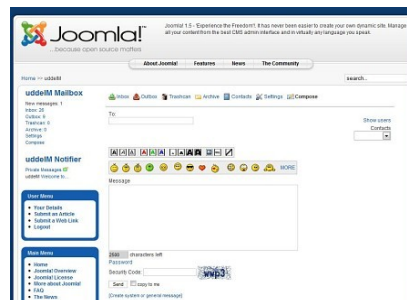 Joomla!
...because open source matters
Joomla! 1.5 - 'Experience the Freedom!'. It has never been easier to create your own dynamic site. Manage
all your content from the best CMS admin interface and in virtually any language you speak.
About Joomla! Features News The Community
Home >> uddeIM
search...
uddeIM Mailbox
New messages: 1
Inbox: 26
Outbox: 6
Trashcan: 0
Archive: 0
Settings
Compose
uddeIM Notifier
Private Messages
uddeIM Welcome to...
User Menu
Your Details
Submit an Article
Submit a Web Link
Logout
Main Menu
Home
Joomla! Overview
Joomla! License
More about Joomla!
FAQ
The News
Inbox Outbox Trashcan Archive Contacts Settings Compose
To:
Show users
Contacts
MORE
Message
characters left
Password
Security Code:
Send copy to me
[Create system or general message]